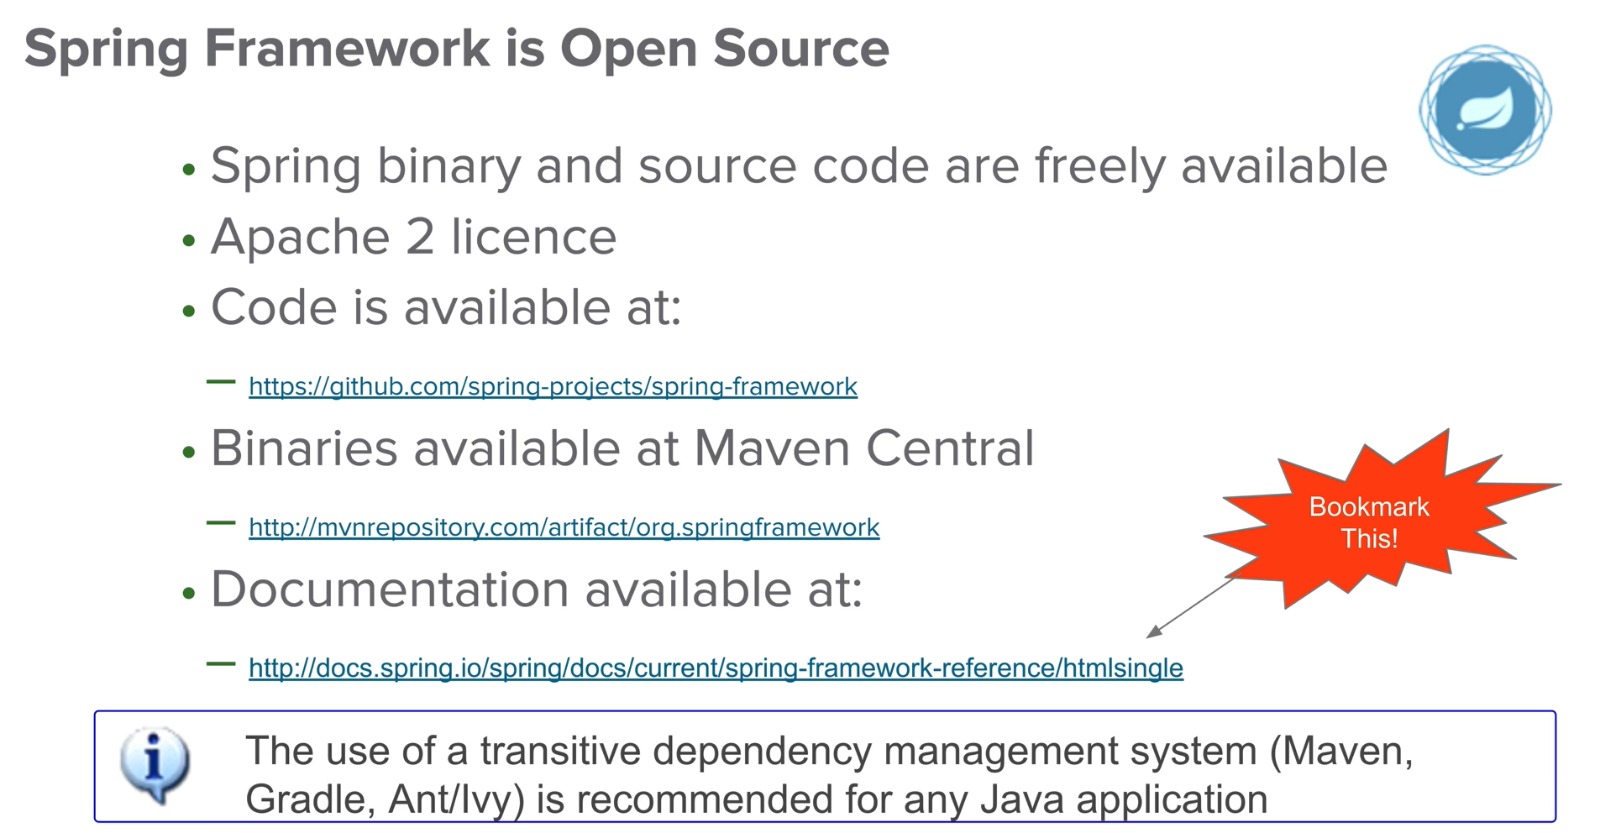 Spring Framework is Open Source
• Spring binary and source code are freely available
• Apache 2 licence
• Code is available at:
— https://github.com/spring-projects/spring-framework
• Binaries available at Maven Central
— http://mvnrepository.com/artifact/org.springframework
Bookmark
This!
• Documentation available at:
— http://docs.spring.io/spring/docs/current/spring-framework-reference/htmlsingle
The use of a transitive dependency management system (Maven,
Gradle, Ant/Ivy) is recommended for any Java application